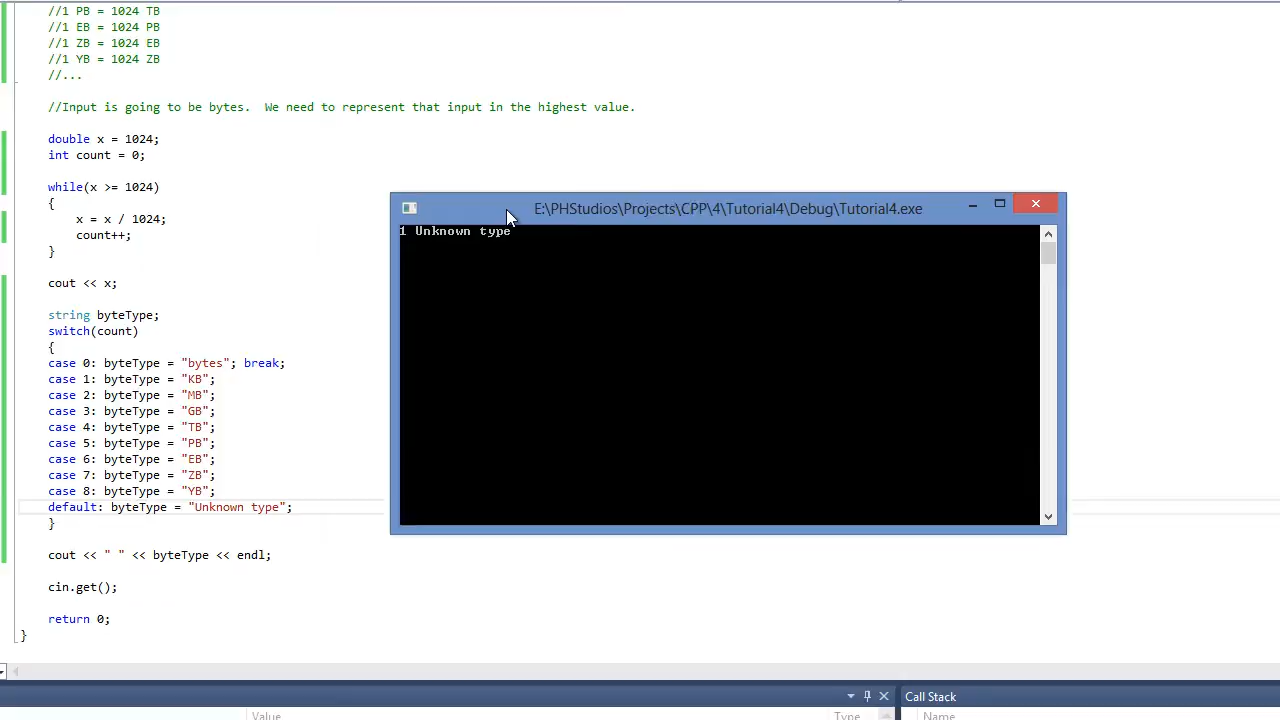 //1 PB = 1024 TB
//1 EB = 1024 PB
//1 ZB = 1024 EB
//1 YB = 1024 ZB
//...
//Input is going to be bytes.  We need to represent that input in the highest value.
double x = 1024;
int count = 0;
while(x >= 1024)
{
x = x / 1024;
count++;
}
cout << x;
string byteType;
switch(count)
{
case 0: byteType = "bytes"; break;
case 1: byteType = "KB";
case 2: byteType = "MB";
case 3: byteType = "GB";
case 4: byteType = "TB";
case 5: byteType = "PB";
case 6: byteType = "EB";
case 7: byteType = "ZB";
case 8: byteType = "YB";
default: byteType = "Unknown type";
}
cout << " " << byteType << endl;
cin.get();
return 0;
}
E:\PHStudios\Projects\CPP\4\Tutorial4\Debug\Tutorial4.exe
1 Unknown type
Call Stack
Value
Type
Name